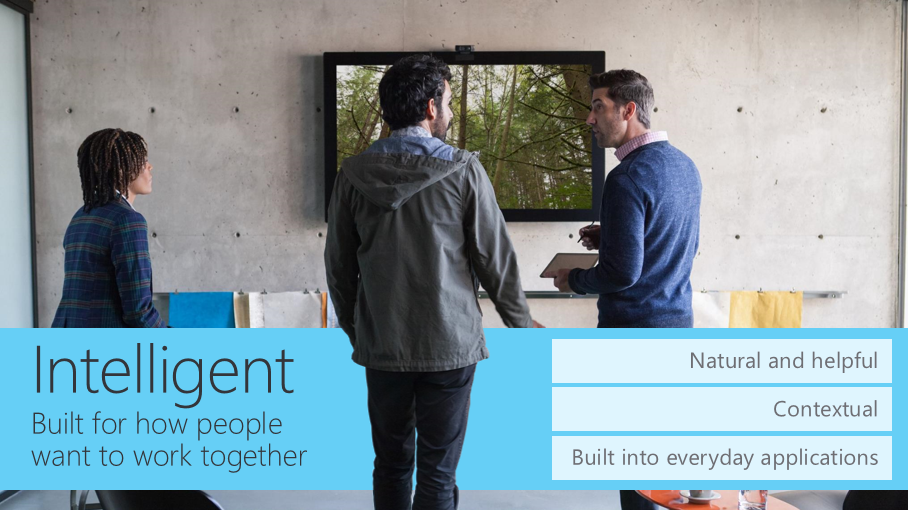 Intelligent
Built for how people
want to work together
Natural and helpful
Contextual
Built into everyday applications